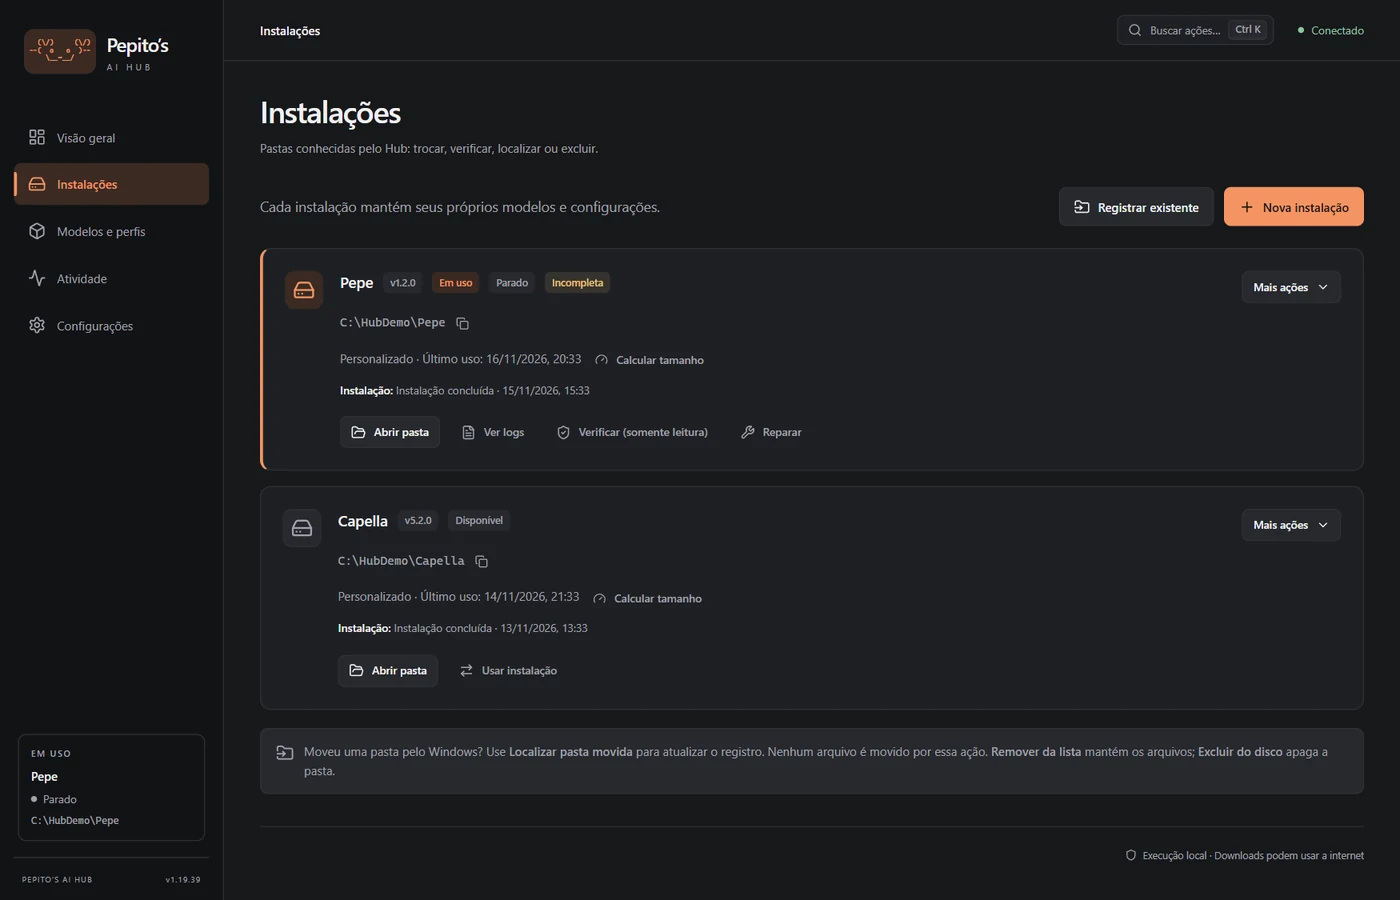 Pepito's
AI HUB
Visão geral
Instalações
Modelos e perfis
Atividade
Configurações
EM USO
Pepe
Parado
C:\HubDemo\Pepe
PEPITO'S AI HUB
v1.19.39
Instalações
Buscar ações...
Ctrl K
Conectado
Instalações
Pastas conhecidas pelo Hub: trocar, verificar, localizar ou excluir.
Cada instalação mantém seus próprios modelos e configurações.
Registrar existente
Nova instalação
Pepe v1.2.0 Em uso Parado Incompleta
Mais ações
C:\HubDemo\Pepe
Personalizado · Último uso: 16/11/2026, 20:33 Calcular tamanho
Instalação: Instalação concluída · 15/11/2026, 15:33
Abrir pasta Ver logs Verificar (somente leitura) Reparar
Capella v5.2.0 Disponível
Mais ações
C:\HubDemo\Capella
Personalizado · Último uso: 14/11/2026, 21:33 Calcular tamanho
Instalação: Instalação concluída · 13/11/2026, 13:33
Abrir pasta Usar instalação
Moveu uma pasta pelo Windows? Use Localizar pasta movida para atualizar o registro. Nenhum arquivo é movido por essa ação. Remover da lista mantém os arquivos; Excluir do disco apaga a
pasta.
Execução local · Downloads podem usar a internet